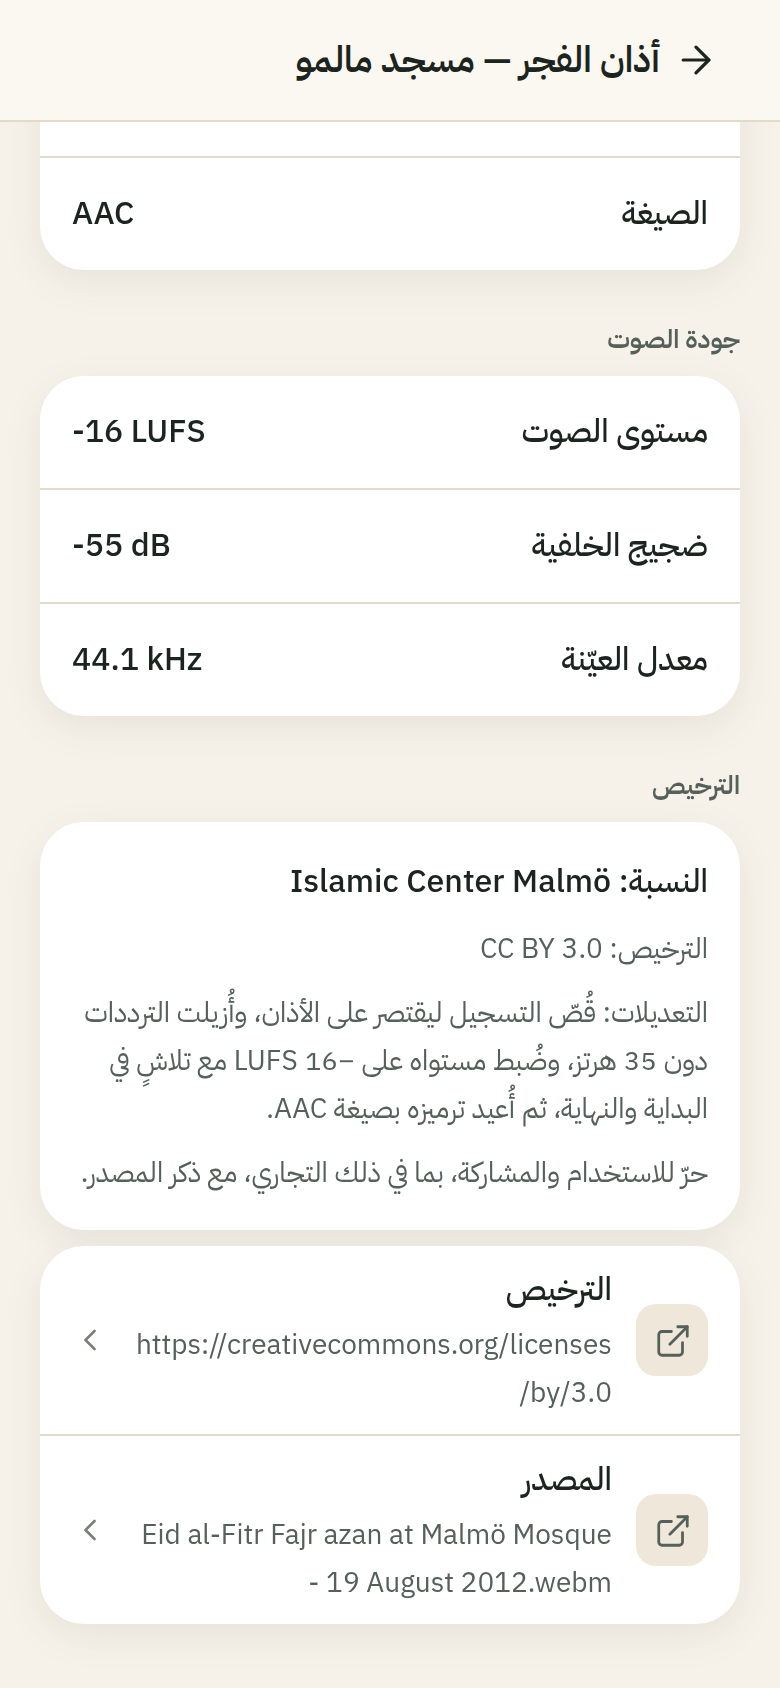 أذان الفجر — مسجد مالمو
الصيغة
AAC
جودة الصوت
مستوى الصوت
-16 LUFS
ضجيج الخلفية
-55 dB
معدل العيّنة
44.1 kHz
الترخيص
النسبة: Islamic Center Malmö
الترخيص: CC BY 3.0
التعديلات: قُصّ التسجيل ليقتصر على الأذان، وأُزيلت الترددات
دون 35 هرتز، وضُبط مستواه على −16 LUFS مع تلاشٍ في
البداية والنهاية، ثم أُعيد ترميزه بصيغة AAC.
حرّ للاستخدام والمشاركة، بما في ذلك التجاري، مع ذكر المصدر.
الترخيص
https://creativecommons.org/licenses
/by/3.0
المصدر
Eid al-Fitr Fajr azan at Malmö Mosque
- 19 August 2012.webm